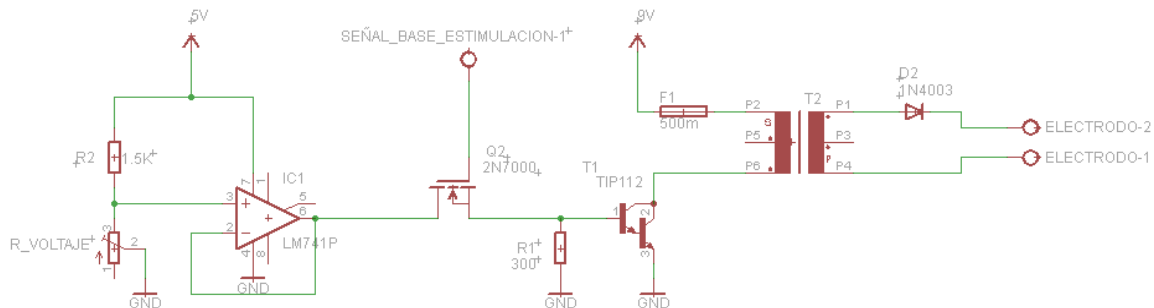 5V
SEÑAL_BASE_ESTIMULACION-1
9V
D2
1N4003
F1
500m
P2
T2
P1
S
P5
P3
P
P6
P4
ELECTRODO-2
ELECTRODO-1
R2
1.5K
Q2
2N7000
T1
TIP112
IC1
7
1
5
3
6
2
LM741P
4
8
R_VOLTAJE
3
2
1
1
2
3
R1
300
GND
GND
GND
GND